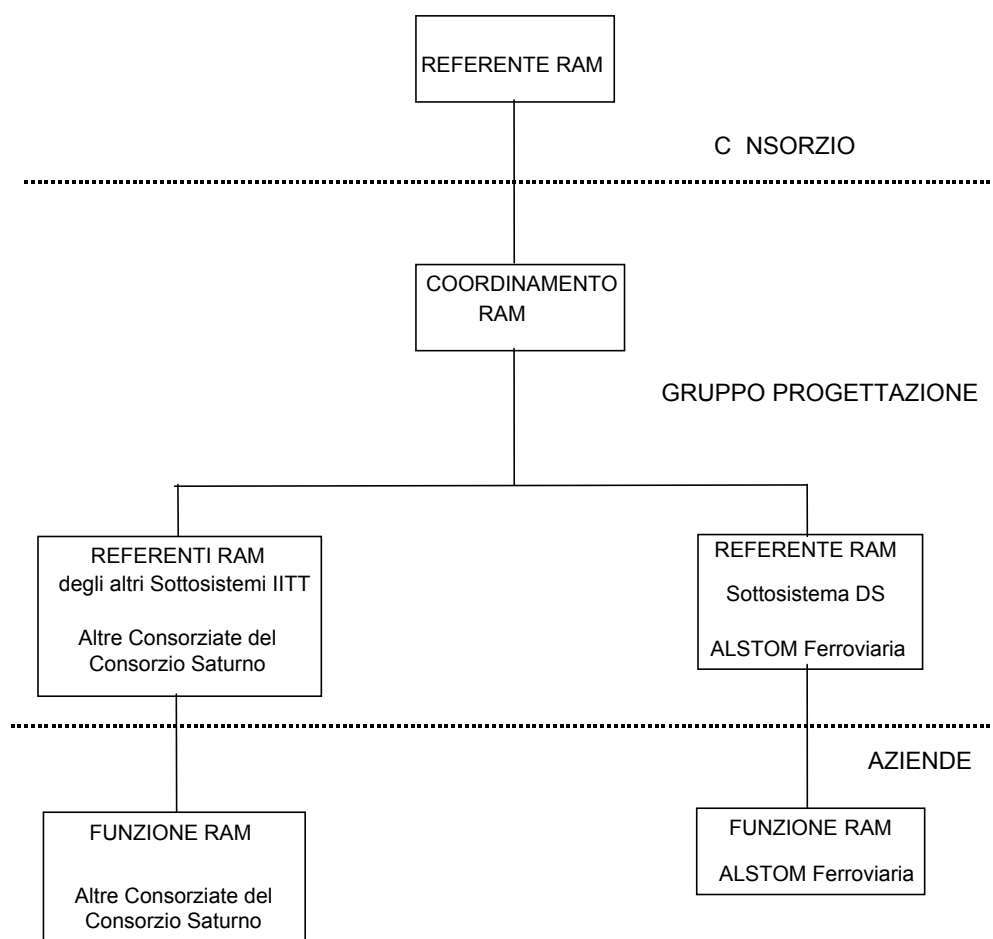 REFERENTE RAM
C NSORZIO
COORDINAMENTO
RAM
GRUPPO PROGETTAZIONE
REFERENTI RAM
degli altri Sottosistemi IITT
Altre Consorziate del
Consorzio Saturno
REFERENTE RAM
Sottosistema DS
ALSTOM Ferroviaria
AZIENDE
FUNZIONE RAM
Altre Consorziate del
Consorzio Saturno
FUNZIONE RAM
ALSTOM Ferroviaria